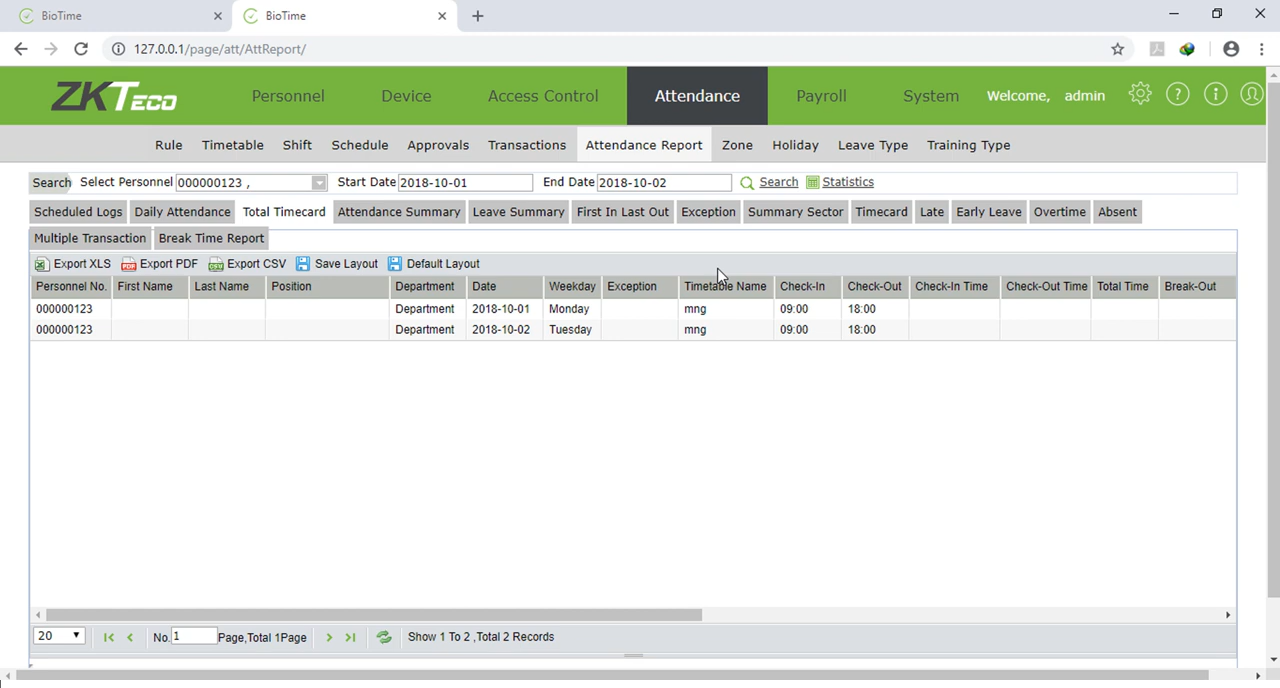 BioTime
BioTime
127.0.0.1/page/att/AttReport/
ZKTeco Personnel Device Access Control Attendance Payroll System Welcome, admin
Rule Timetable Shift Schedule Approvals Transactions Attendance Report Zone Holiday Leave Type Training Type
Search Select Personnel 000000123 , Start Date 2018-10-01 End Date 2018-10-02 Search Statistics
Scheduled Logs Daily Attendance Total Timecard Attendance Summary Leave Summary First In Last Out Exception Summary Sector Timecard Late Early Leave Overtime Absent
Multiple Transaction Break Time Report
Export XLS Export PDF Export CSV Save Layout Default Layout
Personnel No. First Name Last Name Position Department Date Weekday Exception Timetable Name Check-In Check-Out Check-In Time Check-Out Time Total Time Break-Out
000000123 Department 2018-10-01 Monday mng 09:00 18:00
000000123 Department 2018-10-02 Tuesday mng 09:00 18:00
20 No. 1 Page,Total 1Page Show 1 To 2 ,Total 2 Records